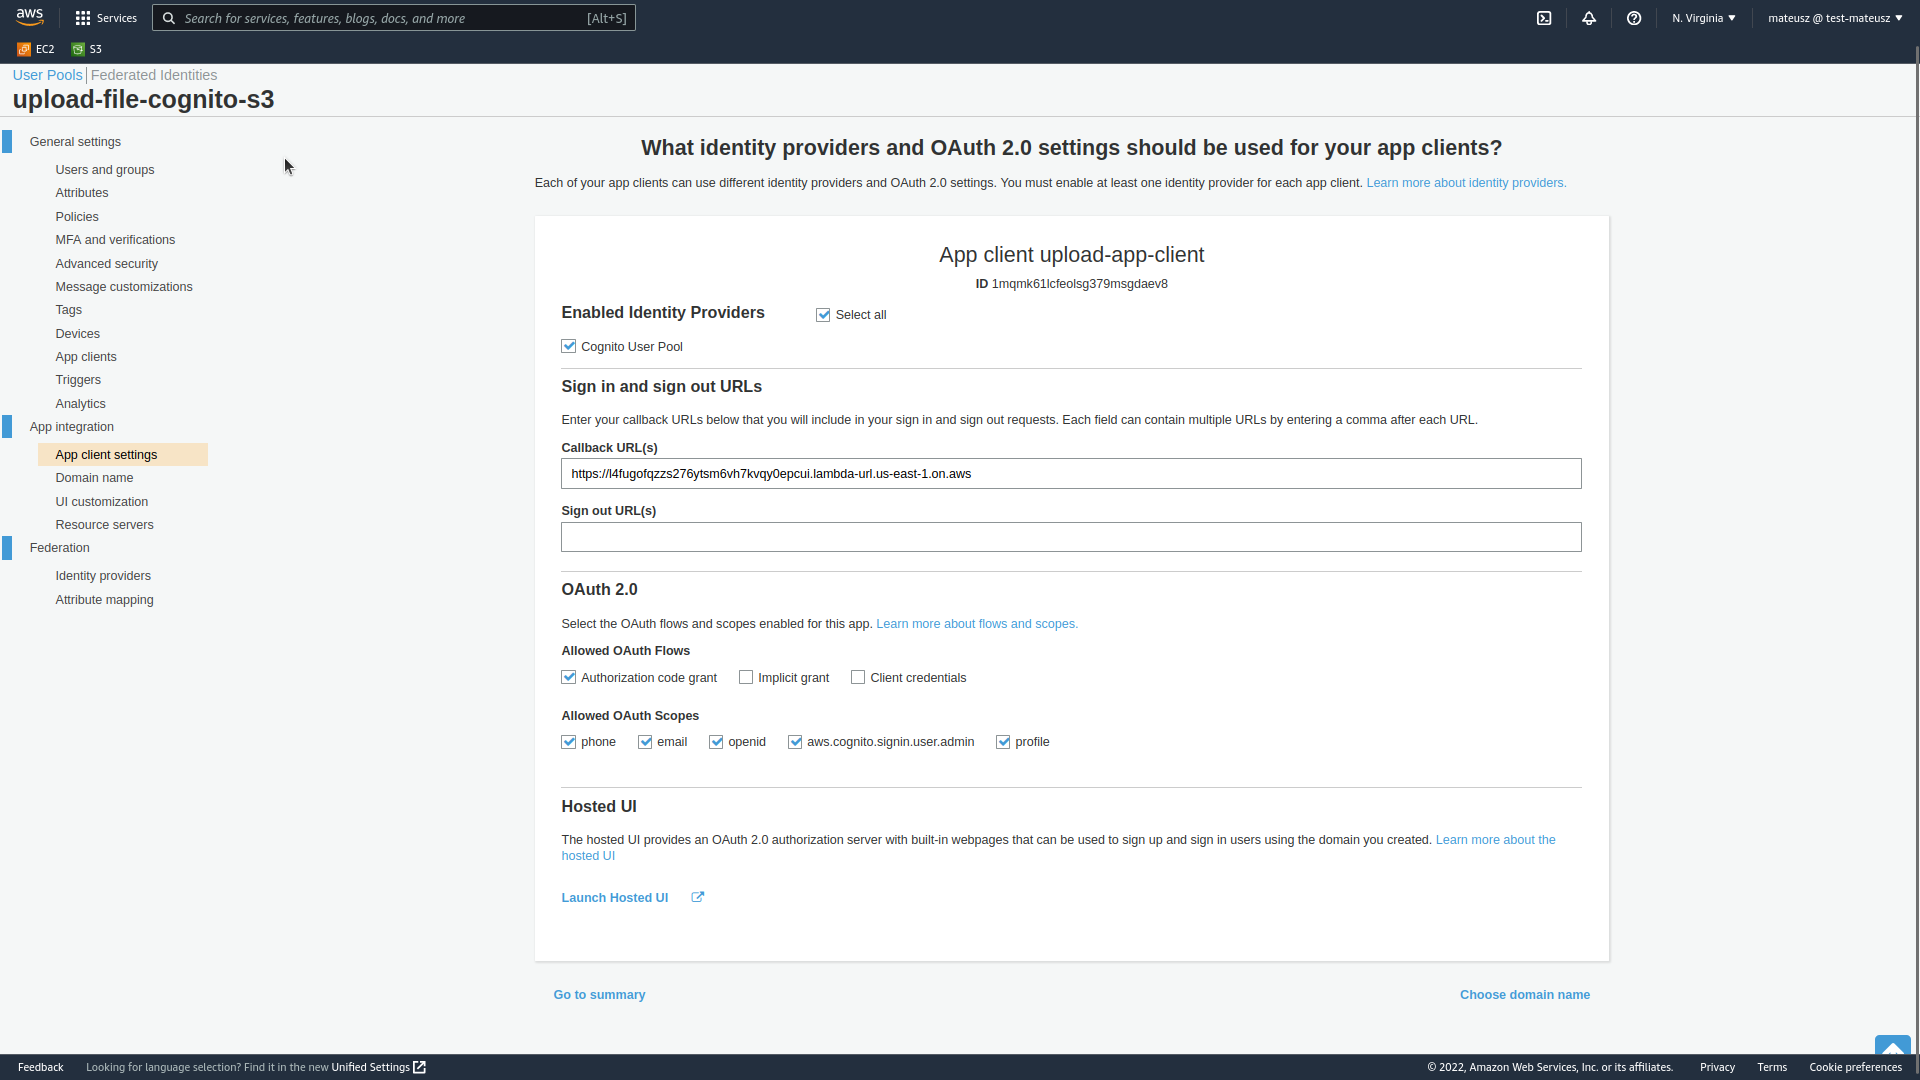 aws
Services
Search for services, features, blogs, docs, and more
[Alt+S]
N. Virginia
mateusz @ test-mateusz
EC2
S3
User Pools
Federated Identities
upload-file-cognito-s3
General settings
Users and groups
Attributes
Policies
MFA and verifications
Advanced security
Message customizations
Tags
Devices
App clients
Triggers
Analytics
App integration
App client settings
Domain name
UI customization
Resource servers
Federation
Identity providers
Attribute mapping
What identity providers and OAuth 2.0 settings should be used for your app clients?
Each of your app clients can use different identity providers and OAuth 2.0 settings. You must enable at least one identity provider for each app client. Learn more about identity providers.
App client upload-app-client
ID 1mqmk61lcfeolsg379msgdaev8
Enabled Identity Providers
Select all
Cognito User Pool
Sign in and sign out URLs
Enter your callback URLs below that you will include in your sign in and sign out requests. Each field can contain multiple URLs by entering a comma after each URL.
Callback URL(s)
https://l4fugofqzzs276ytsm6vh7kvqy0epcui.lambda-url.us-east-1.on.aws
Sign out URL(s)
OAuth 2.0
Select the OAuth flows and scopes enabled for this app. Learn more about flows and scopes.
Allowed OAuth Flows
Authorization code grant
Implicit grant
Client credentials
Allowed OAuth Scopes
phone
email
openid
aws.cognito.signin.user.admin
profile
Hosted UI
The hosted UI provides an OAuth 2.0 authorization server with built-in webpages that can be used to sign up and sign in users using the domain you created. Learn more about the
hosted UI
Launch Hosted UI
Go to summary
Choose domain name
Feedback
Looking for language selection? Find it in the new Unified Settings
© 2022, Amazon Web Services, Inc. or its affiliates.
Privacy
Terms
Cookie preferences